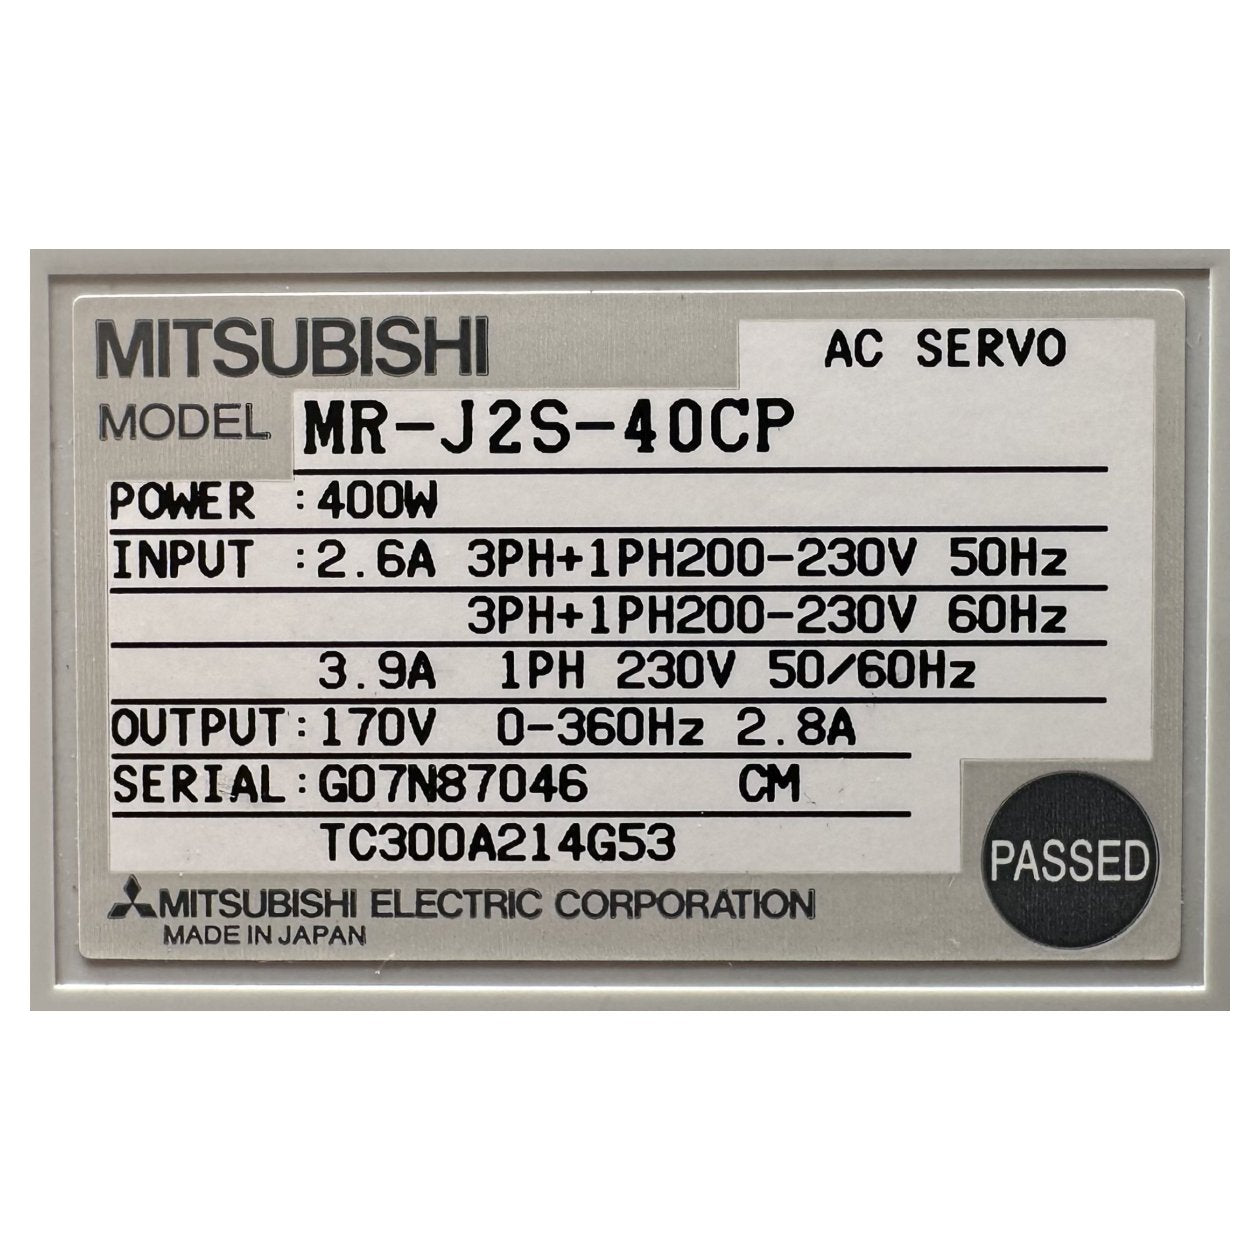 MITSUBISHI
AC SERVO
MODEL MR-J2S-40CP
POWER :400W
INPUT :2.6A 3PH+1PH200-230V 50Hz
3PH+1PH200-230V 60Hz
3.9A 1PH 230V 50/60Hz
OUTPUT:170V 0-360Hz 2.8A
SERIAL:G07N87046 CM
TC300A214G53
PASSED
MITSUBISHI ELECTRIC CORPORATION
MADE IN JAPAN